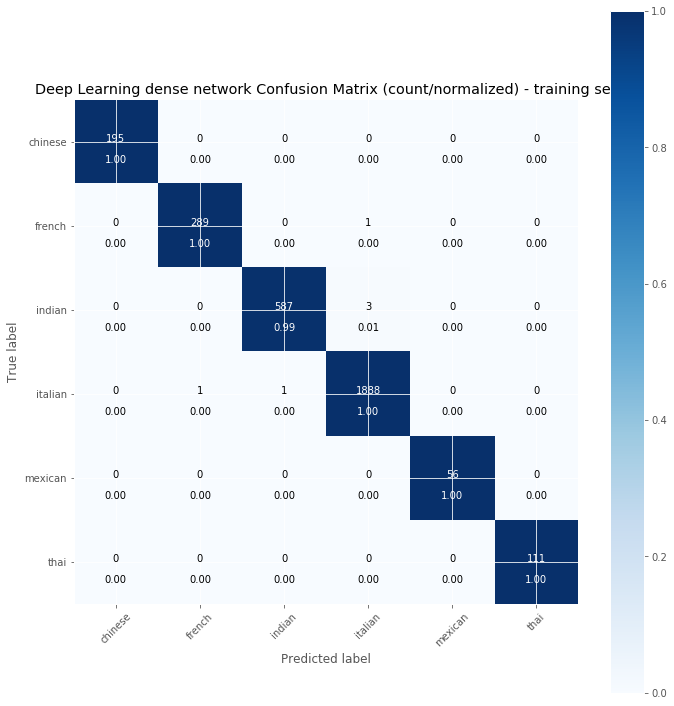 Deep Learning dense network Confusion Matrix (count/normalized) - training se
1.0
chinese 195 0 0 0 0 0
1.00 0.00 0.00 0.00 0.00 0.00
0.8
french 0 289 0 1 0 0
0.00 1.00 0.00 0.00 0.00 0.00
0.6
indian 0 0 587 3 0 0
0.00 0.00 0.99 0.01 0.00 0.00
italian 0 1 1 1888 0 0
0.00 0.00 0.00 1.00 0.00 0.00
0.4
mexican 0 0 0 0 56 0
0.00 0.00 0.00 0.00 1.00 0.00
0.2
thai 0 0 0 0 0 111
0.00 0.00 0.00 0.00 0.00 1.00
0.0
True label
chinese french indian italian mexican thai
Predicted label